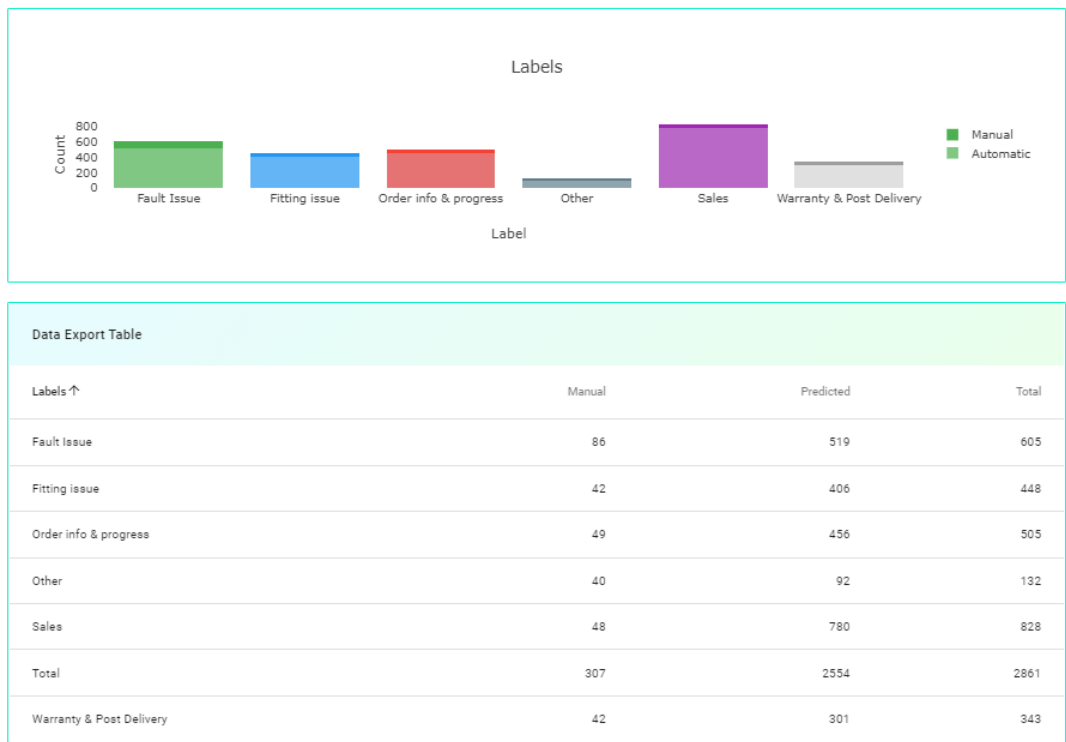 Labels
800
600
400
200
0
Count
Manual
Automatic
Fault Issue Fitting issue Order info & progress Other Sales Warranty & Post Delivery
Label
Data Export Table
Labels↑ Manual Predicted Total
Fault Issue 86 519 605
Fitting issue 42 406 448
Order info & progress 49 456 505
Other 40 92 132
Sales 48 780 828
Total 307 2554 2861
Warranty & Post Delivery 42 301 343